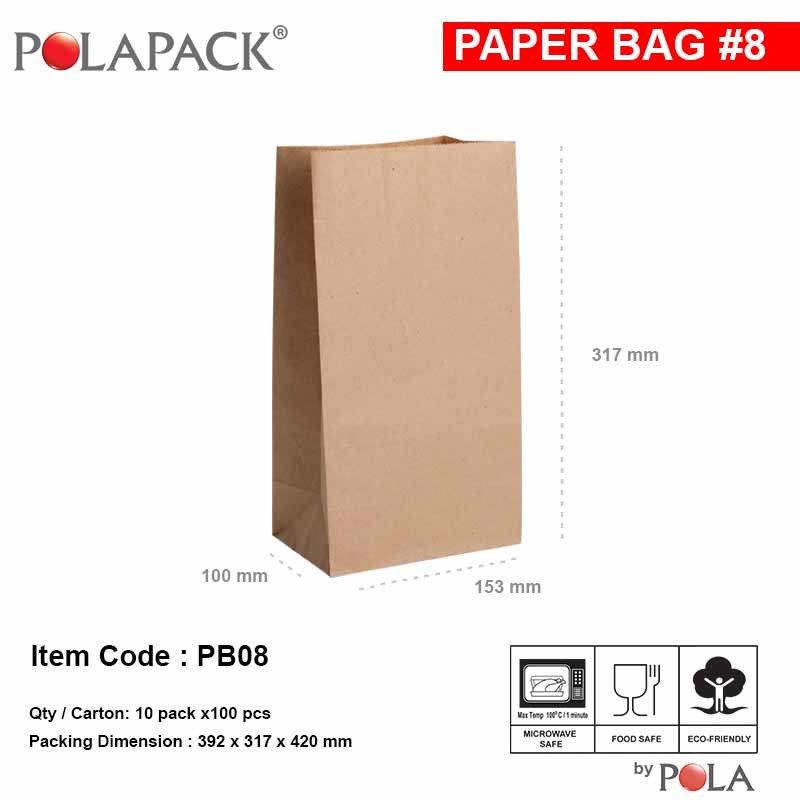 POLAPACK®
PAPER BAG #8
317 mm
100 mm
153 mm
Item Code : PB08
Qty / Carton: 10 pack x100 pcs
Packing Dimension : 392 x 317 x 420 mm
Max Temp 100°C / 1 minute
MICROWAVE SAFE
FOOD SAFE
ECO-FRIENDLY
by POLA